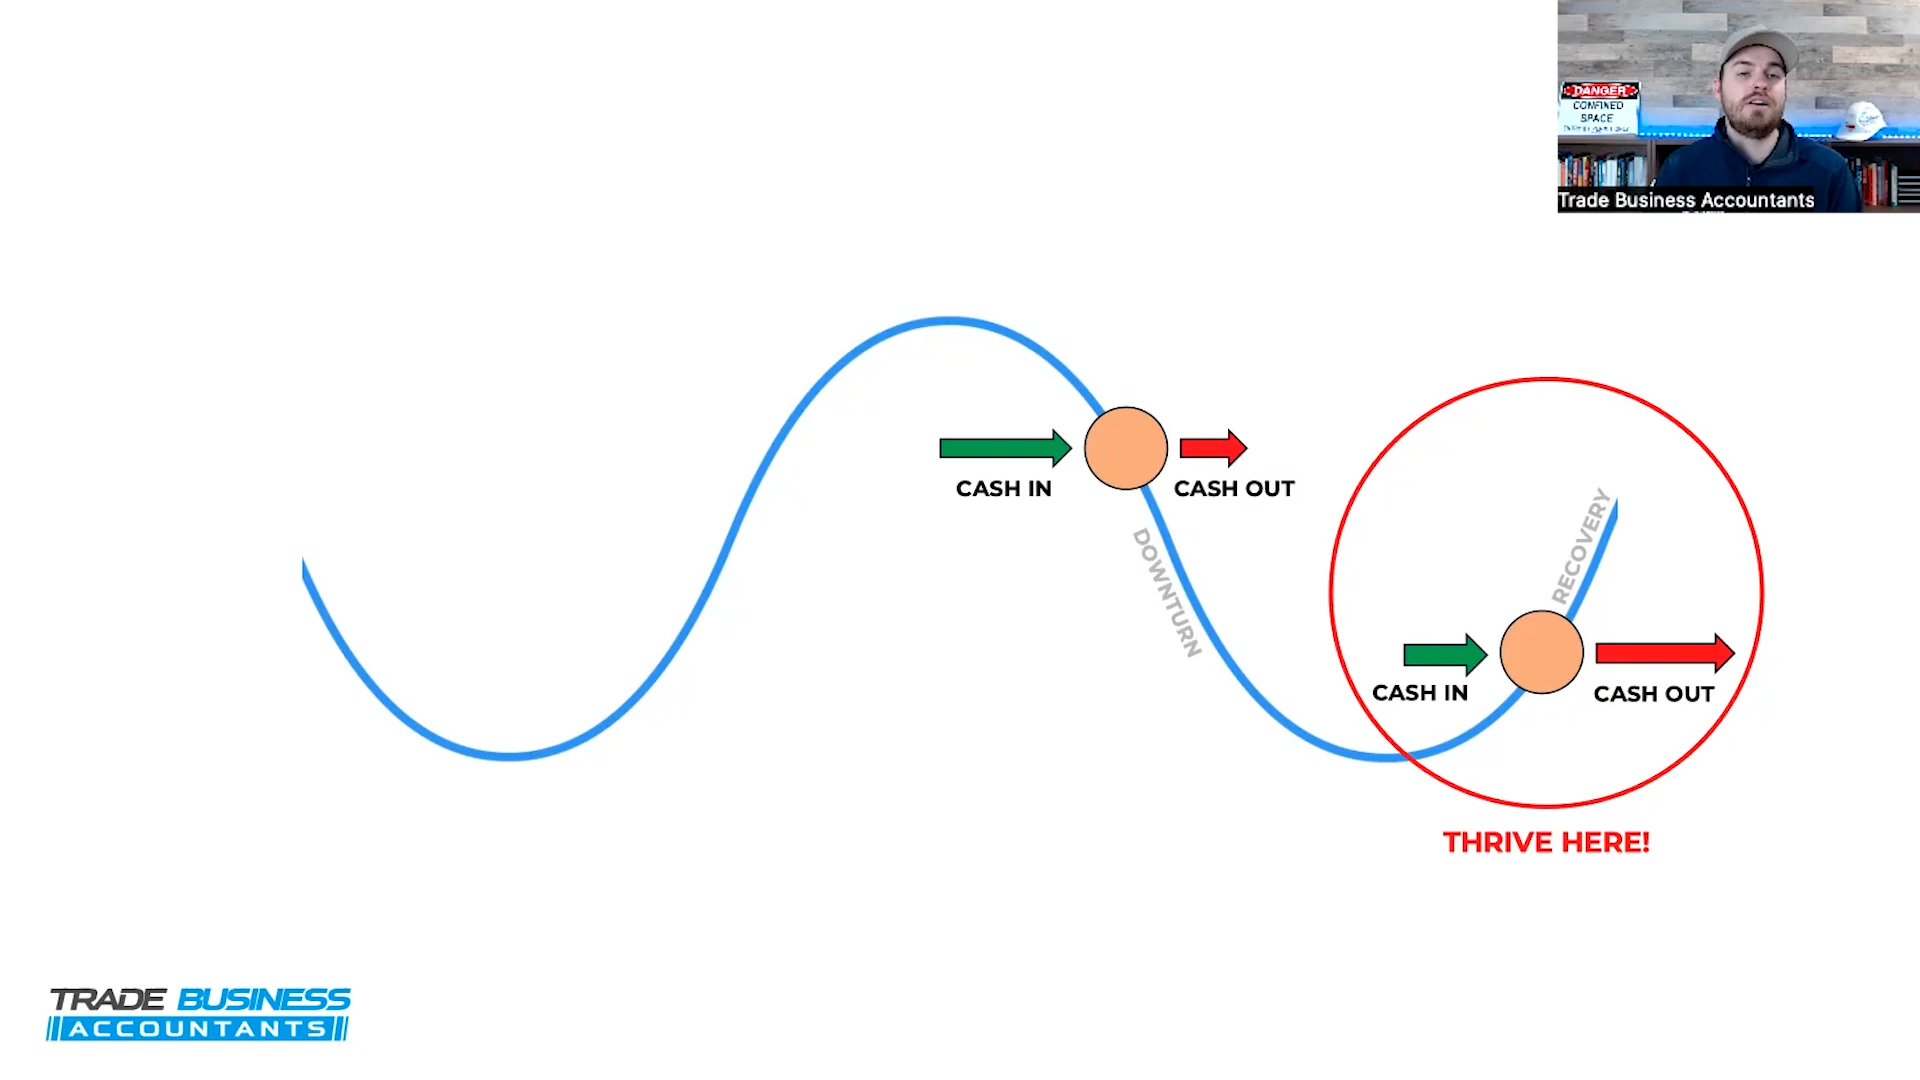 DANGER
CONFINED
SPACE
Trade Business Accountants
CASH IN
CASH OUT
DOWNTURN
RECOVERY
CASH IN
CASH OUT
THRIVE HERE!
TRADE BUSINESS
ACCOUNTANTS